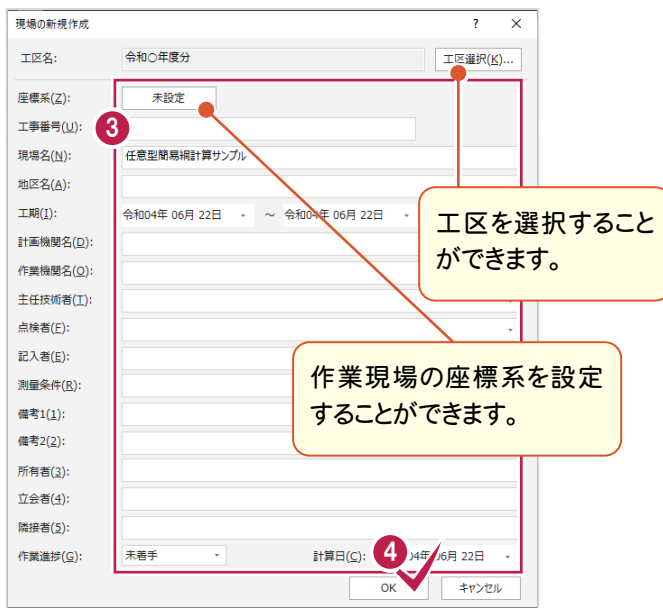 現場の新規作成 ? ×
工区名: 令和○年度分 工区選択(K)...
座標系(Z): 未設定
3
工事番号(U):
現場名(N): 任意型簡易網計算サンプル
地区名(A):
工期(I): 令和04年 06月 22日 ～ 令和04年 06月 22日
工区を選択すること
ができます。
計画機関名(D):
作業機関名(O):
主任技術者(T):
点検者(F):
記入者(E):
作業現場の座標系を設定
することができます。
測量条件(R):
備考1(1):
備考2(2):
所有者(3):
立会者(4):
隣接者(5):
作業進捗(G): 未着手 計算日(C): 4 04年 06月 22日
OK キャンセル